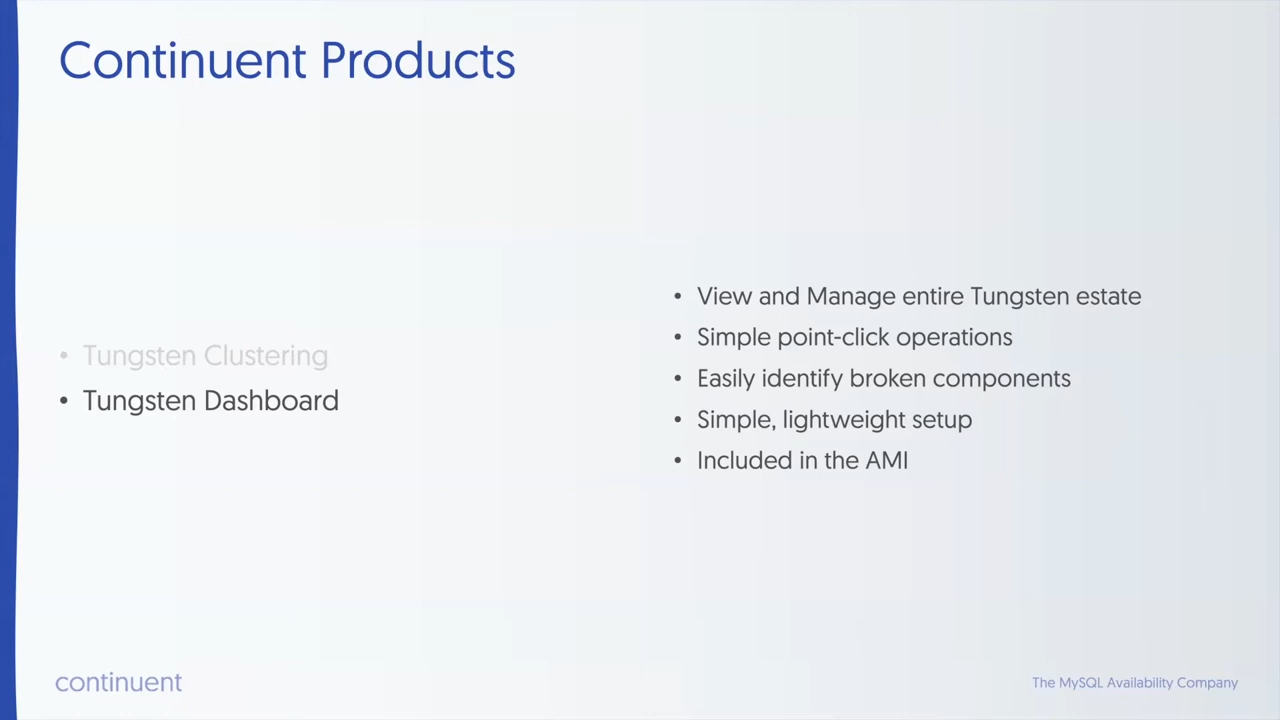 Continuent Products
• Tungsten Clustering
• Tungsten Dashboard
• View and Manage entire Tungsten estate
• Simple point-click operations
• Easily identify broken components
• Simple, lightweight setup
• Included in the AMI
continuent
The MySQL Availability Company